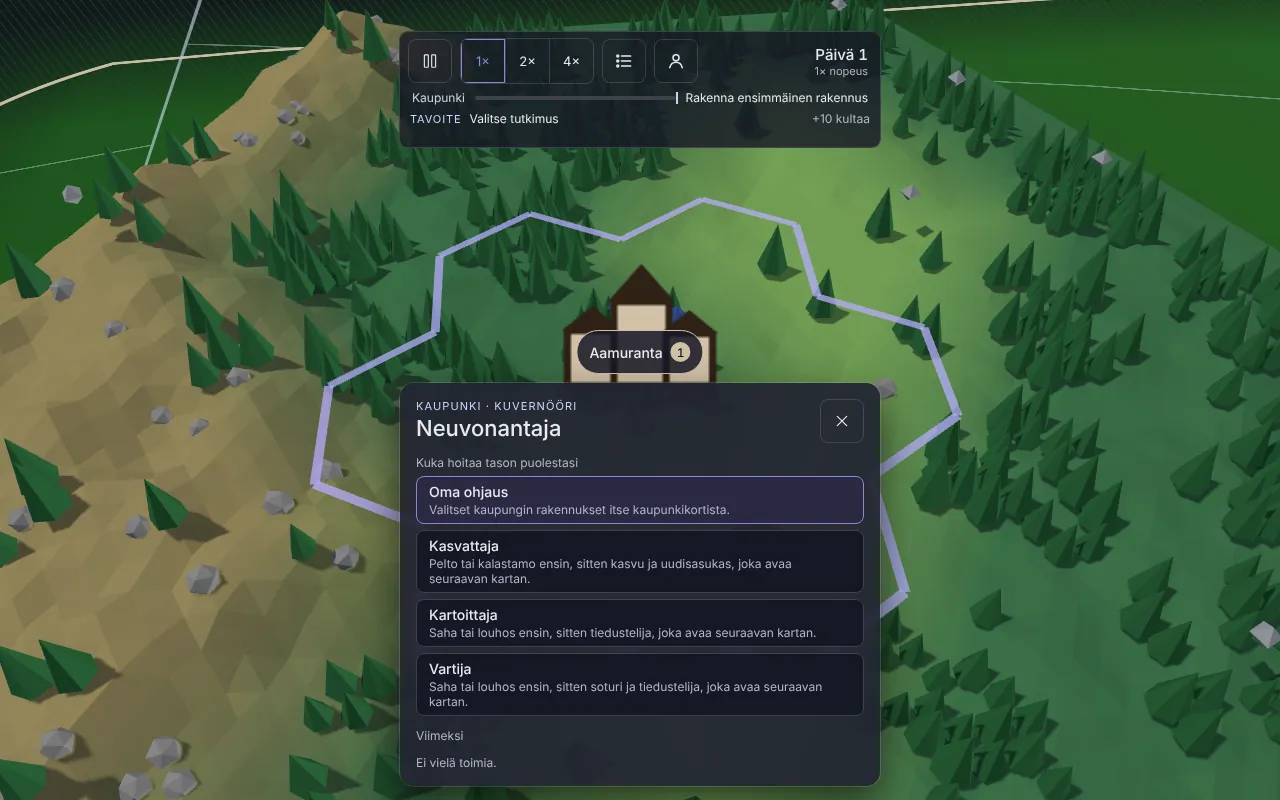 1×
2×
4×
Päivä 1
1× nopeus
Kaupunki
Rakenna ensimmäinen rakennus
TAVOITE Valitse tutkimus
+10 kultaa
Aamuranta 1
KAUPUNKI · KUVERNÖÖRI
Neuvonantaja
Kuka hoitaa tason puolestasi
Oma ohjaus
Valitset kaupungin rakennukset itse kaupunkikortista.
Kasvattaja
Pelto tai kalastamo ensin, sitten kasvu ja uudisasukas, joka avaa
seuraavan kartan.
Kartoittaja
Saha tai louhos ensin, sitten tiedustelija, joka avaa seuraavan kartan.
Vartija
Saha tai louhos ensin, sitten soturi ja tiedustelija, joka avaa seuraavan
kartan.
Viimeksi
Ei vielä toimia.